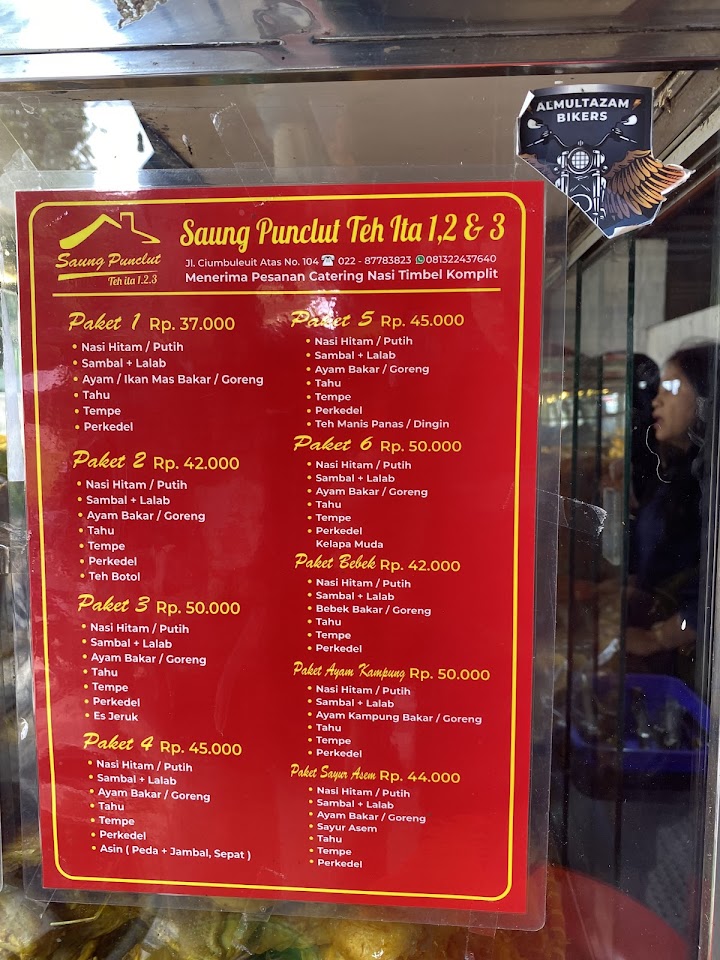 ALMULTAZAM
BIKERS
Saung Punclut
Teh ita 1.2.3
Saung Punclut Teh Ita 1,2 & 3
Jl. Ciumbuleuit Atas No. 104 ☎ 022 - 87783823 081322437640
Menerima Pesanan Catering Nasi Timbel Komplit
Paket 1 Rp. 37.000
• Nasi Hitam / Putih
• Sambal + Lalab
• Ayam / Ikan Mas Bakar / Goreng
• Tahu
• Tempe
• Perkedel
Paket 2 Rp. 42.000
• Nasi Hitam / Putih
• Sambal + Lalab
• Ayam Bakar / Goreng
• Tahu
• Tempe
• Perkedel
• Teh Botol
Paket 3 Rp. 50.000
• Nasi Hitam / Putih
• Sambal + Lalab
• Ayam Bakar / Goreng
• Tahu
• Tempe
• Perkedel
• Es Jeruk
Paket 4 Rp. 45.000
• Nasi Hitam / Putih
• Sambal + Lalab
• Ayam Bakar / Goreng
• Tahu
• Tempe
• Perkedel
• Asin ( Peda + Jambal, Sepat )
Paket 5 Rp. 45.000
• Nasi Hitam / Putih
• Sambal + Lalab
• Ayam Bakar / Goreng
• Tahu
• Tempe
• Perkedel
• Teh Manis Panas / Dingin
Paket 6 Rp. 50.000
• Nasi Hitam / Putih
• Sambal + Lalab
• Ayam Bakar / Goreng
• Tahu
• Tempe
• Perkedel
Kelapa Muda
Paket Bebek Rp. 42.000
• Nasi Hitam / Putih
• Sambal + Lalab
• Bebek Bakar / Goreng
• Tahu
• Tempe
• Perkedel
Paket Ayam Kampung Rp. 50.000
• Nasi Hitam / Putih
• Sambal + Lalab
• Ayam Kampung Bakar / Goreng
• Tahu
• Tempe
• Perkedel
Paket Sayur Asem Rp. 44.000
• Nasi Hitam / Putih
• Sambal + Lalab
• Ayam Bakar / Goreng
• Sayur Asem
• Tahu
• Tempe
• Perkedel